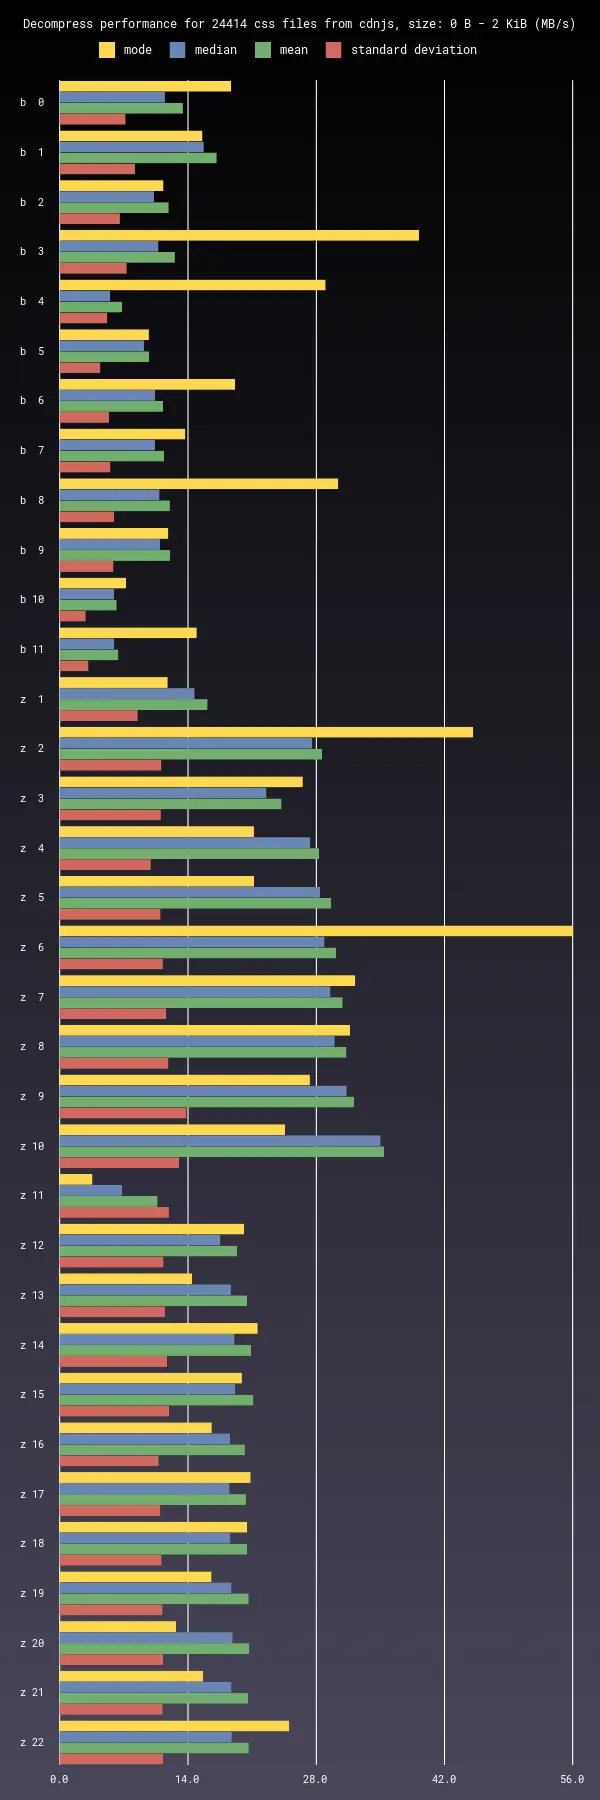 Decompress performance for 24414 css files from cdnjs, size: 0 B - 2 KiB (MB/s)
mode median mean standard deviation
b 0
b 1
b 2
b 3
b 4
b 5
b 6
b 7
b 8
b 9
b 10
b 11
z 1
z 2
z 3
z 4
z 5
z 6
z 7
z 8
z 9
z 10
z 11
z 12
z 13
z 14
z 15
z 16
z 17
z 18
z 19
z 20
z 21
z 22
0.0 14.0 28.0 42.0 56.0